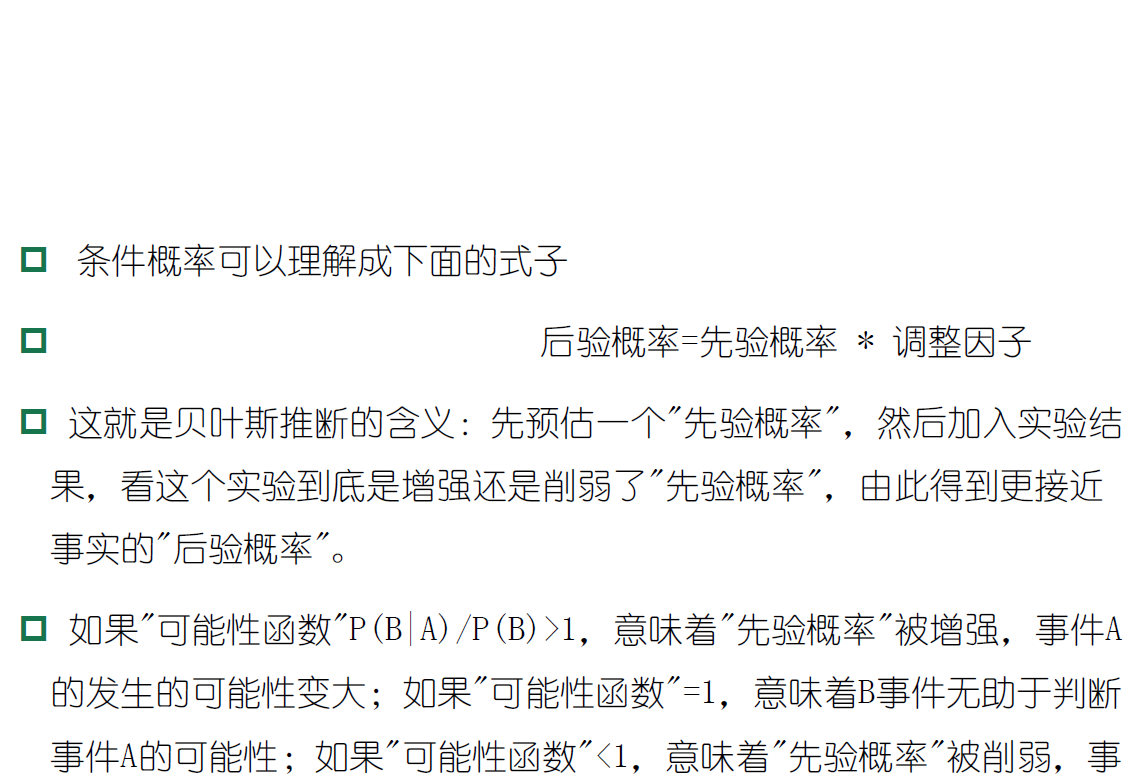 条件概率可以理解成下面的式子
后验概率=先验概率 * 调整因子
这就是贝叶斯推断的含义：先预估一个"先验概率"，然后加入实验结
果，看这个实验到底是增强还是削弱了"先验概率"，由此得到更接近
事实的"后验概率"。
如果"可能性函数"P(B|A)/P(B)>1，意味着"先验概率"被增强，事件A
的发生的可能性变大；如果"可能性函数"=1，意味着B事件无助于判断
事件A的可能性；如果"可能性函数"<1，意味着"先验概率"被削弱，事